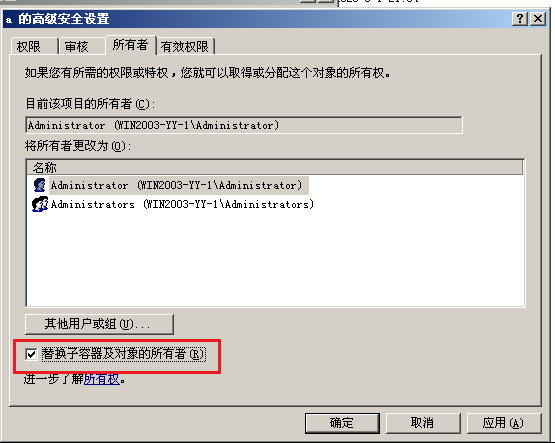 a 的高级安全设置
权限 审核 所有者 有效权限
如果您有所需的权限或特权，您就可以取得或分配这个对象的所有权。
目前该项目的所有者(C):
Administrator (WIN2003-YY-1\Administrator)
将所有者更改为(O):
名称
Administrator (WIN2003-YY-1\Administrator)
Administrators (WIN2003-YY-1\Administrators)
其他用户或组(U)...
替换子容器及对象的所有者(R)
进一步了解所有权。
确定 取消 应用(A)